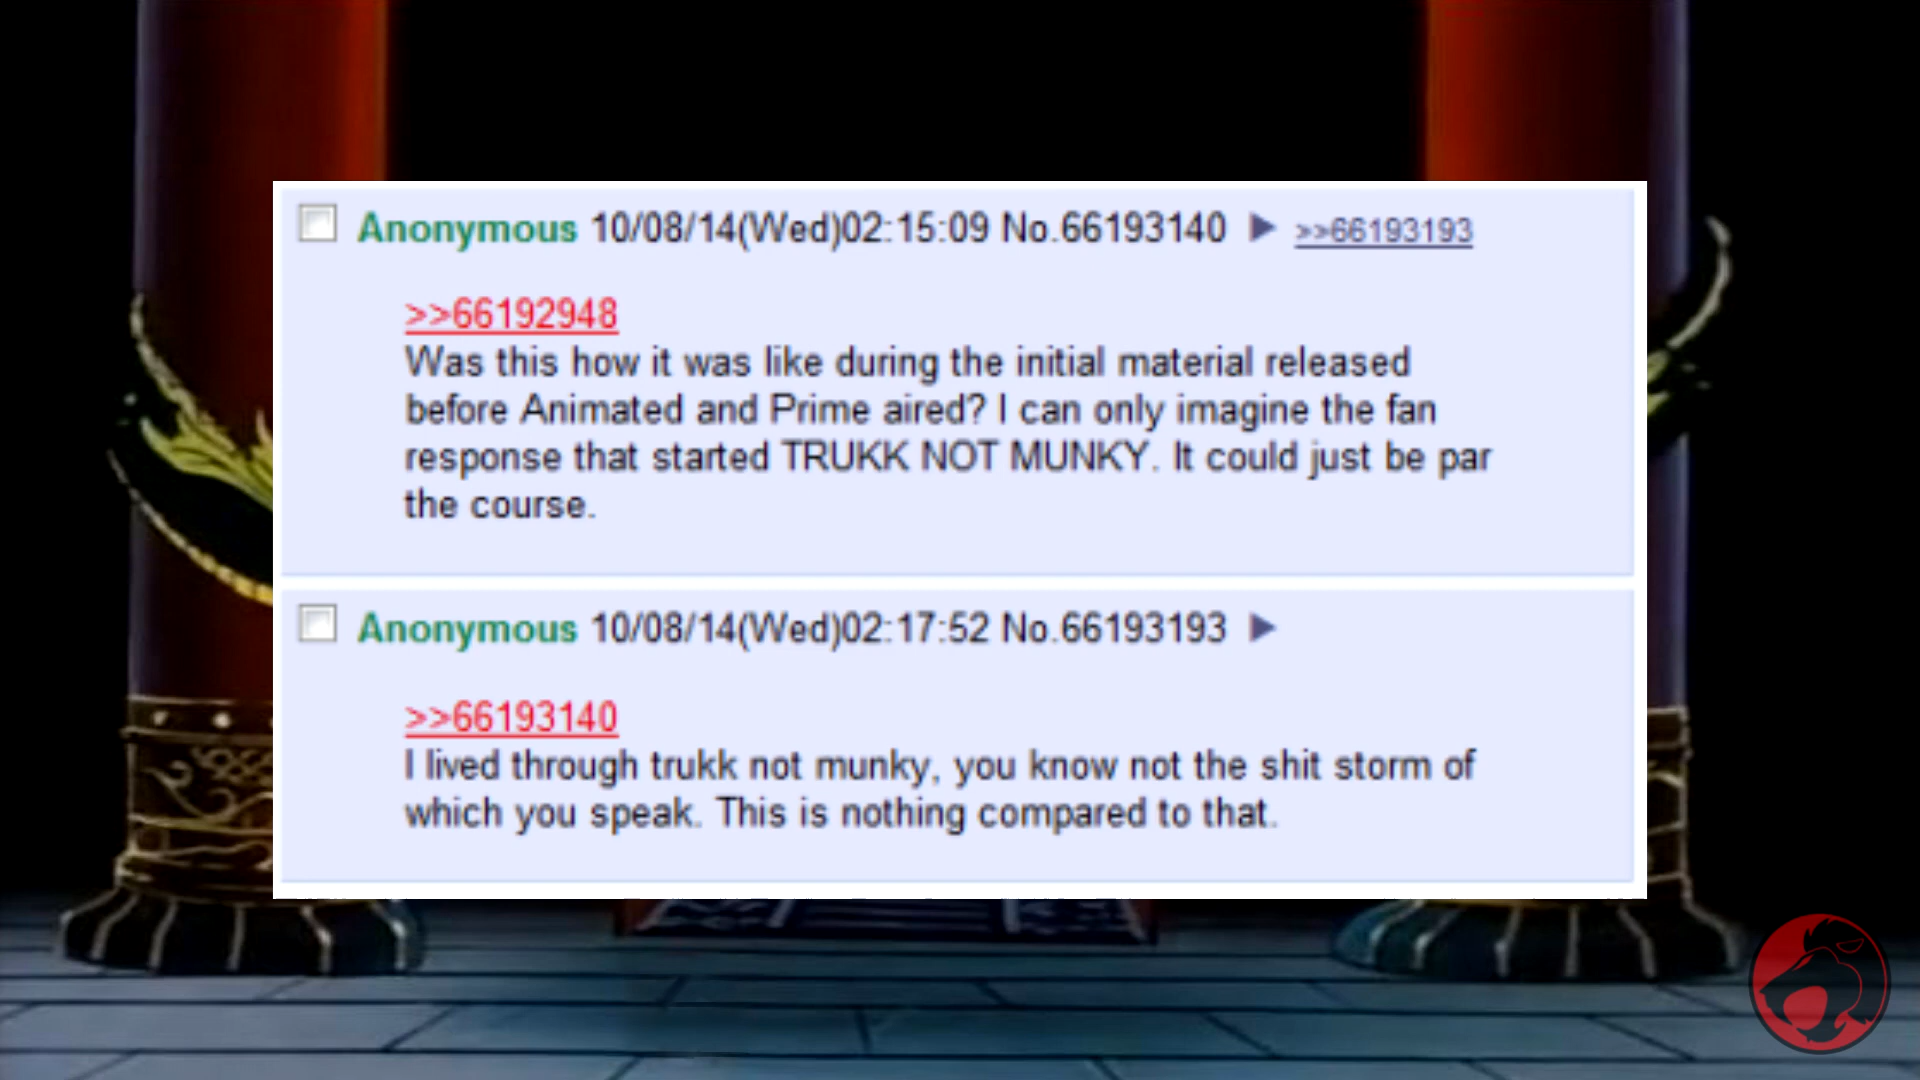 Anonymous 10/08/14(Wed)02:15:09 No.66193140 ▶ >>66193193
>>66192948
Was this how it was like during the initial material released
before Animated and Prime aired? I can only imagine the fan
response that started TRUKK NOT MUNKY. It could just be par
the course.
Anonymous 10/08/14(Wed)02:17:52 No.66193193 ▶
>>66193140
I lived through trukk not munky, you know not the shit storm of
which you speak. This is nothing compared to that.